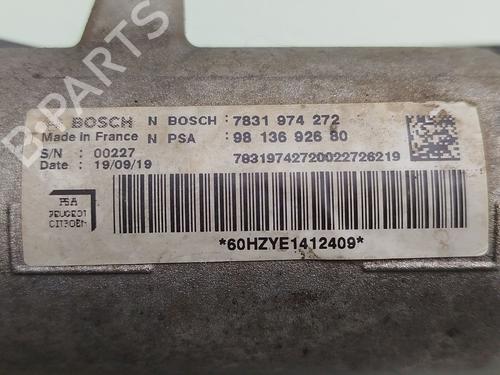 BOSCH N BOSCH : 7831 974 272
Made in France N PSA : 98 136 926 80
S/N : 00227 78319742720022726219
Date : 19/09/19
PSA
PEUGEOT
CITROËN
*60HZYE1412409*
B-PARTS